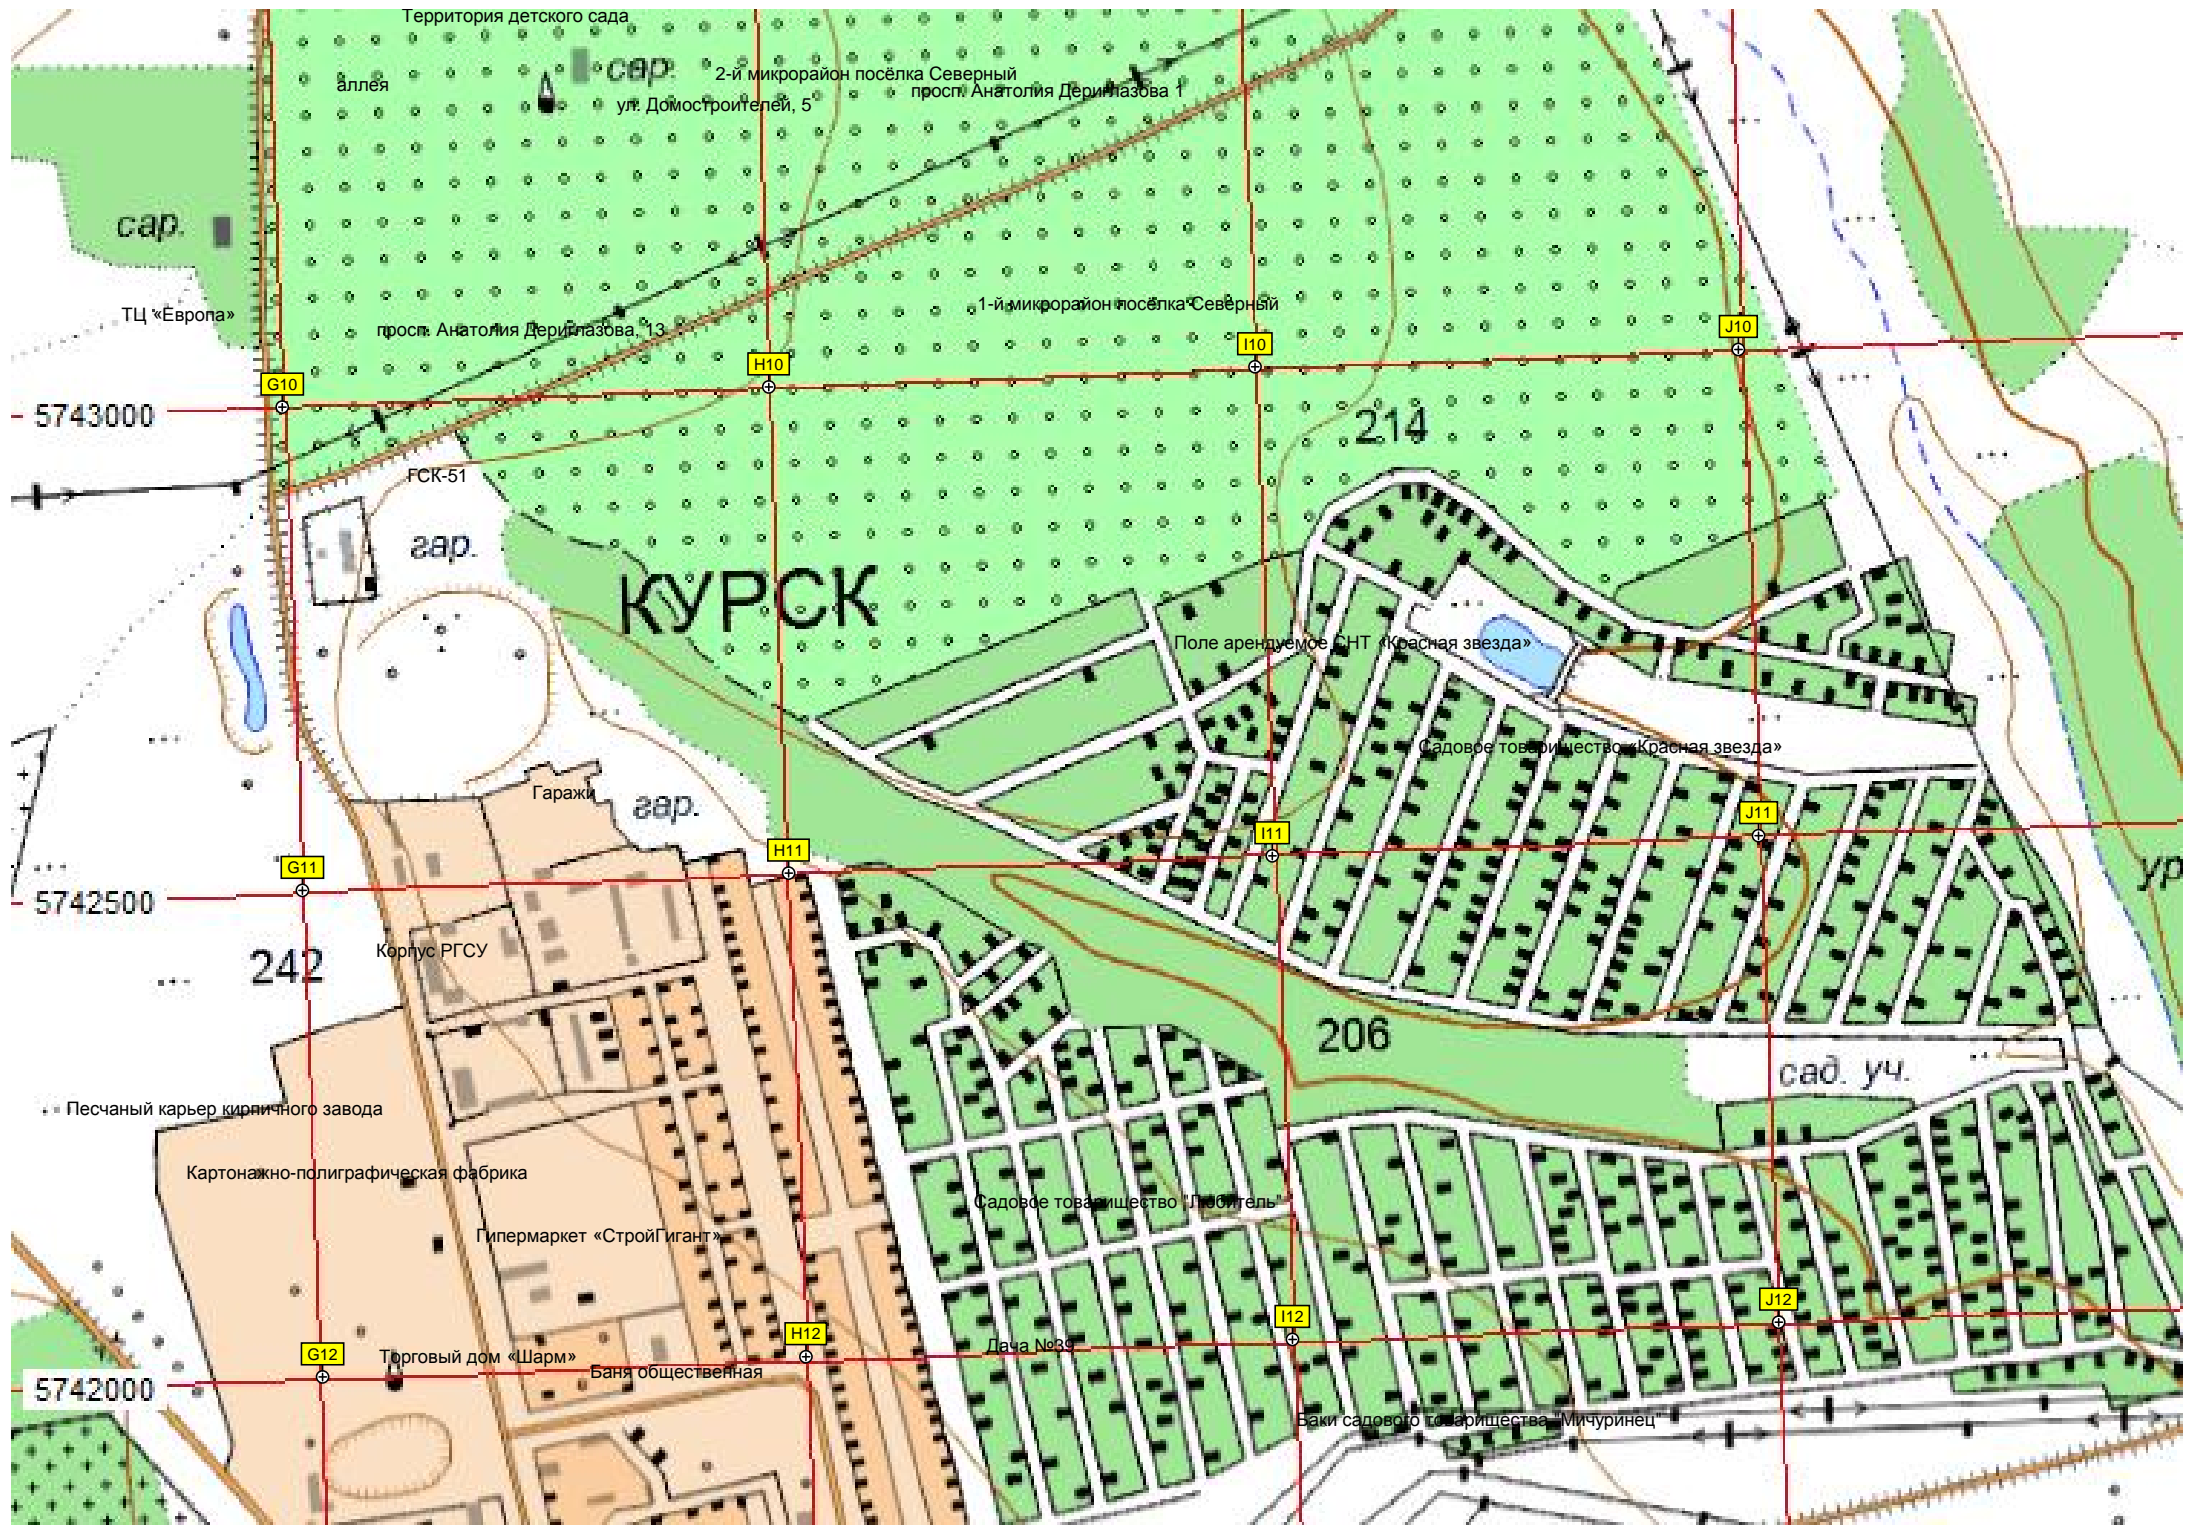 Территория детского сада
сар.
2-й микрорайон посёлка Северный
аллея
просп. Анатолия Дериглазова 1
ул. Домостроителей, 5
сар.
1-й микрорайон посёлка Северный
ТЦ «Европа»
просп. Анатолия Дериглазова, 13
J10
I10
H10
G10
5743000
214
ГСК-51
гар.
КУРСК
Поле арендуемое СНТ «Красная звезда»
Садовое товарищество «Красная звезда»
Гаражи
гар.
J11
I11
H11
G11
ур
5742500
Корпус РГСУ
242
206
сад. уч.
Песчаный карьер кирпичного завода
Картонажно-полиграфическая фабрика
Садовое товарищество "Любитель"
Гипермаркет «СтройГигант»
J12
I12
H12
Дача №39
G12
Торговый дом «Шарм»
Баня общественная
5742000
Баки садового товарищества "Мичуринец"